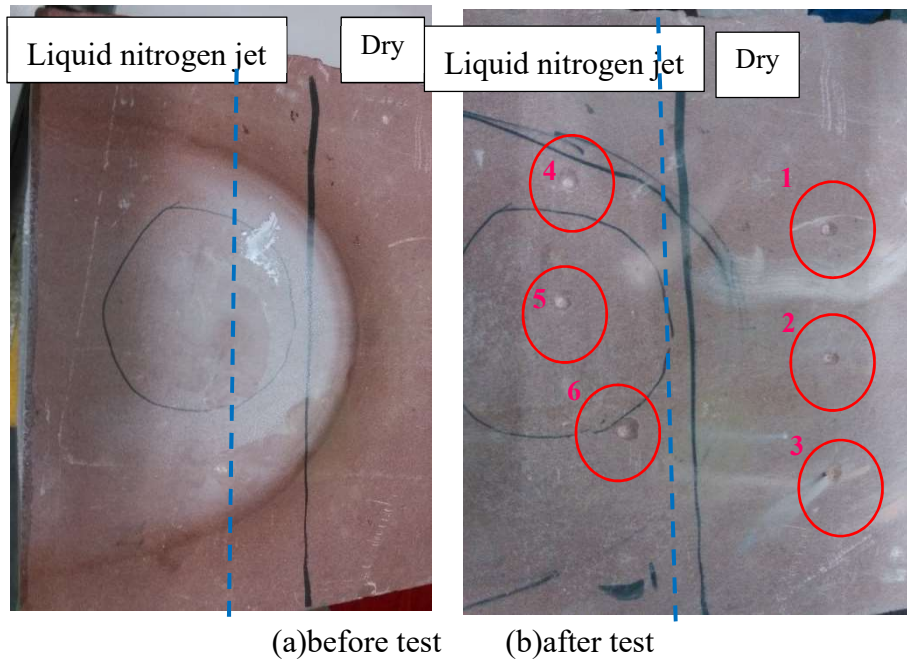 Liquid nitrogen jet
Dry
Liquid nitrogen jet
Dry
4
1
5
2
6
3
(a)before test
(b)after test